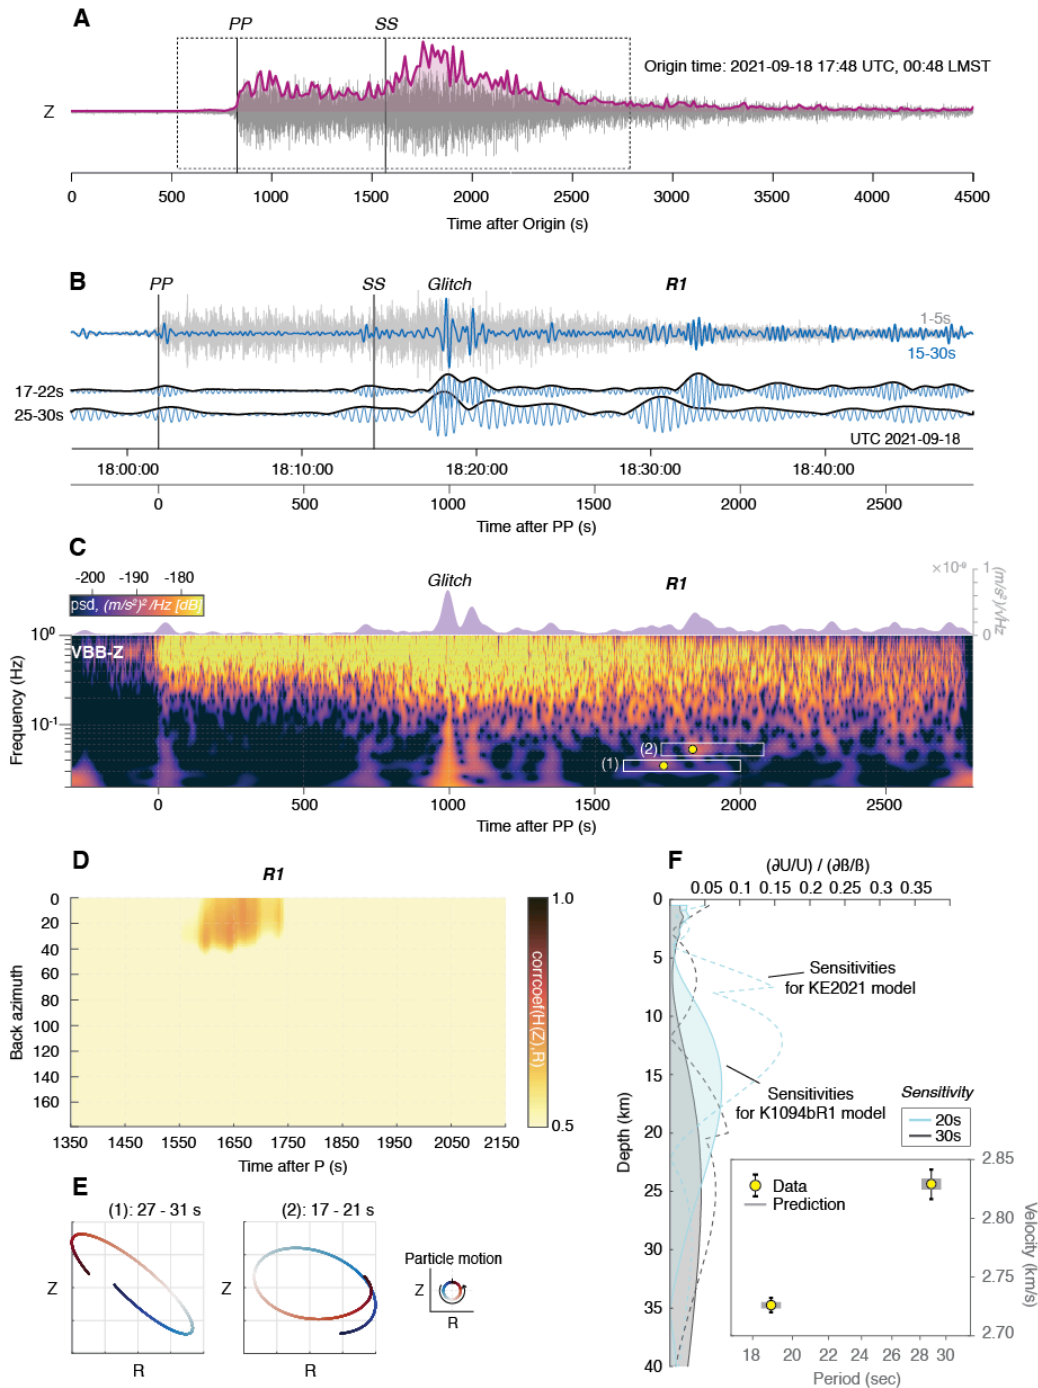 A
PP
SS
Origin time: 2021-09-18 17:48 UTC, 00:48 LMST
Z
0 500 1000 1500 2000 2500 3000 3500 4000 4500
Time after Origin (s)
B
PP SS Glitch R1
1-5s
15-30s
17-22s
25-30s
UTC 2021-09-18
18:00:00 18:10:00 18:20:00 18:30:00 18:40:00
0 500 1000 1500 2000 2500
Time after PP (s)
C
-200 -190 -180
psd, (m/s²)² /Hz [dB]
Glitch
R1
×10⁻⁹
1
0
(m/s²)/√Hz
VBB-Z
10⁰
10⁻¹
Frequency (Hz)
(2)
(1)
0 500 1000 1500 2000 2500
Time after PP (s)
D
R1
0
20
40
60
80
100
120
140
160
Back azimuth
1350 1450 1550 1650 1750 1850 1950 2050 2150
Time after P (s)
1.0
corrcoef(H(Z),R)
0.5
E
(1): 27 - 31 s
(2): 17 - 21 s
Z
R
Z
R
Particle motion
Z
R
F
(∂U/U) / (∂ß/ß)
0.05 0.1 0.15 0.2 0.25 0.3 0.35
0
5
10
15
20
25
30
35
40
Depth (km)
Sensitivities
for KE2021 model
Sensitivities
for K1094bR1 model
Sensitivity
20s
30s
Data
Prediction
2.85
2.80
2.75
2.70
Velocity (km/s)
18 20 22 24 26 28 30
Period (sec)